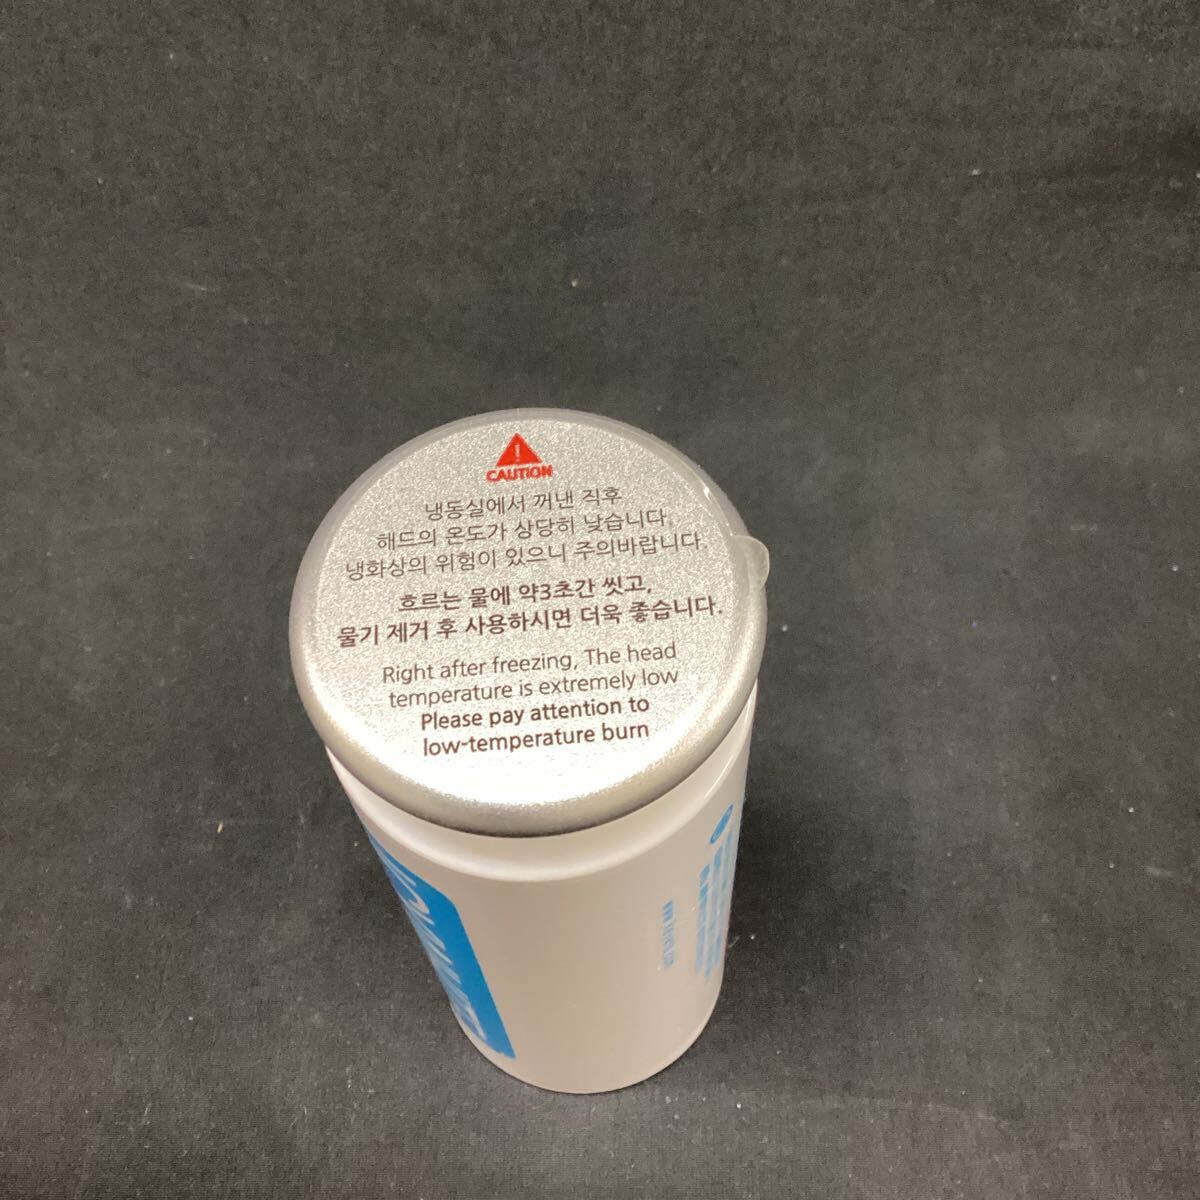 CAUTION
냉동실에서 꺼낸 직후
헤드의 온도가 상당히 낮습니다.
냉화상의 위험이 있으니 주의바랍니다.
흐르는 물에 약3초간 씻고,
물기 제거 후 사용하시면 더욱 좋습니다.
Right after freezing, The head
temperature is extremely low
Please pay attention to
low-temperature burn